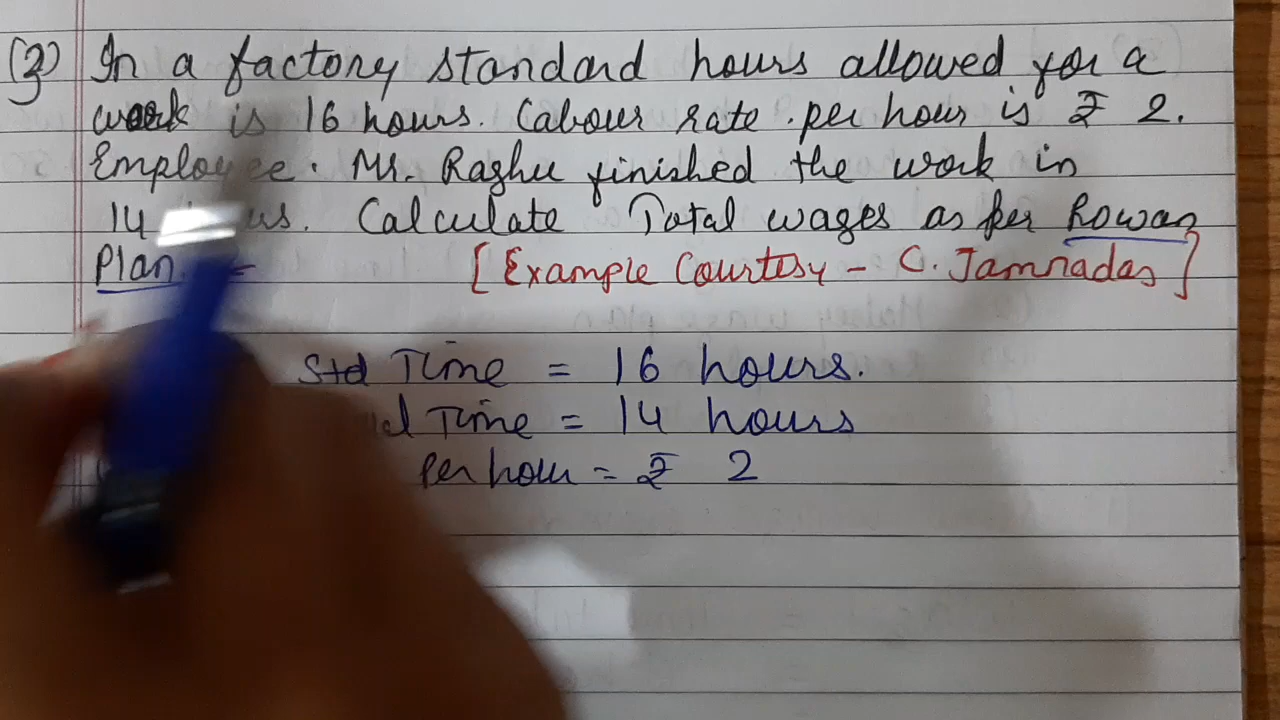 (3) In a factory standard hours allowed for a
work is 16 hours. Labour rate per hour is ₹ 2.
Employee. Mr. Raghu finished the work in
14. Calculate Total wages as per Rowan
Plan. [Example Courtesy - C. Jamnadas]
Std Time = 16 hours.
Time = 14 hours
per hour = ₹ 2